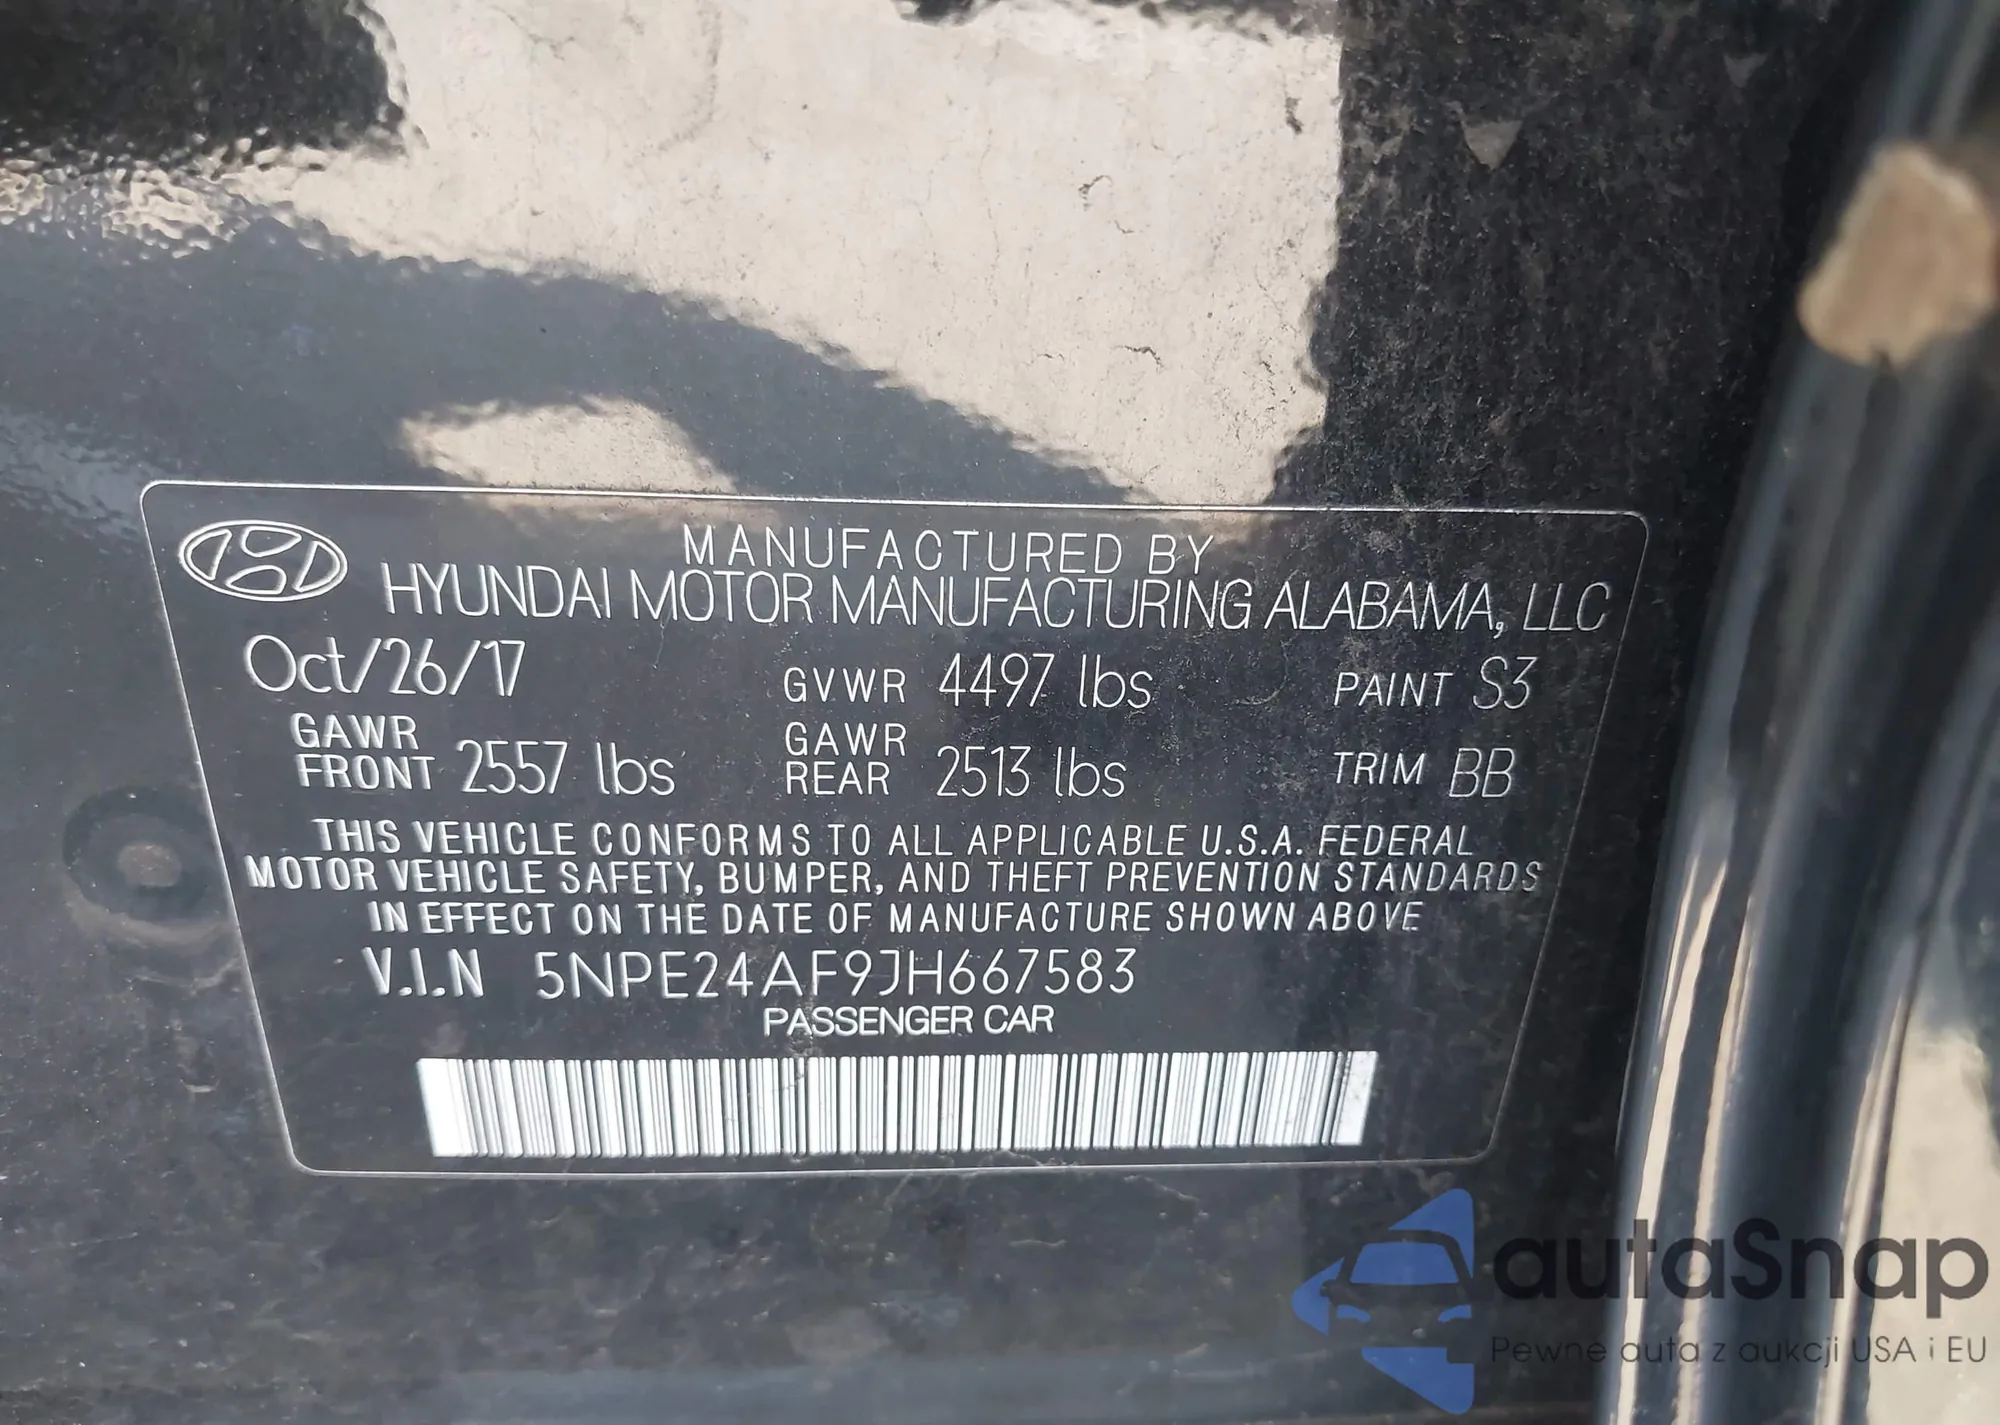 MANUFACTURED BY
HYUNDAI MOTOR MANUFACTURING ALABAMA, LLC
Oct/26/17 GVWR 4497 lbs PAINT S3
GAWR FRONT 2557 lbs GAWR REAR 2513 lbs TRIM BB
THIS VEHICLE CONFORMS TO ALL APPLICABLE U.S.A. FEDERAL
MOTOR VEHICLE SAFETY, BUMPER, AND THEFT PREVENTION STANDARDS
IN EFFECT ON THE DATE OF MANUFACTURE SHOWN ABOVE
V.I.N 5NPE24AF9JH667583
PASSENGER CAR
autaSnap
Pewne auta z aukcji USA i EU